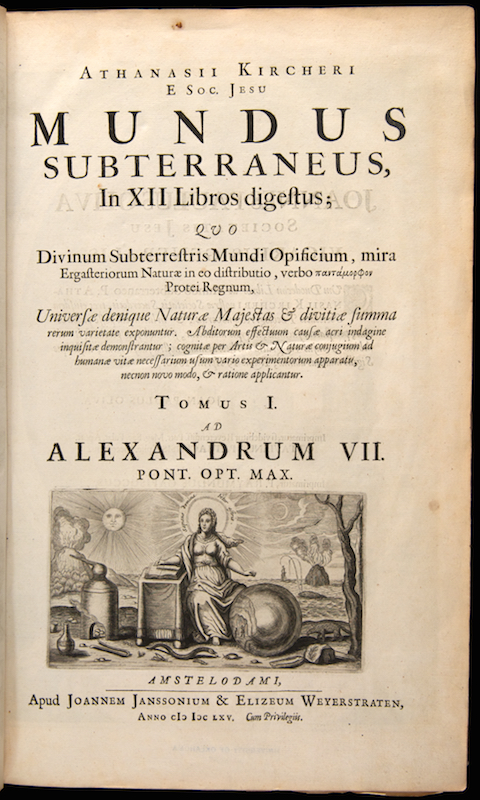 ATHANASII KIRCHERI
E SOC. JESU
MUNDUS
SUBTERRANEUS,
In XII Libros digestus;
QUO
Divinum Subterrestris Mundi Opificium, mira
Ergasteriorum Naturæ in eo distributio, verbo παντάμορφον
Protei Regnum,
Universæ denique Naturæ Majestas & divitiæ summa
rerum varietate exponuntur. Abditorum effectuum causæ acri indagine
inquisitæ demonstrantur; cognitæ per Artis & Naturæ conjugium ad
humanæ vitæ necessarium usum vario experimentorum apparatu,
necnon novo modo, & ratione applicantur.
TOMUS I.
AD
ALEXANDRUM VII.
PONT. OPT. MAX.
AMSTELODAMI,
Apud JOANNEM JANSSONIUM & ELIZEUM WEYERSTRATEN,
ANNO cIↄ Iↄc LXV. Cum Privilegiis.